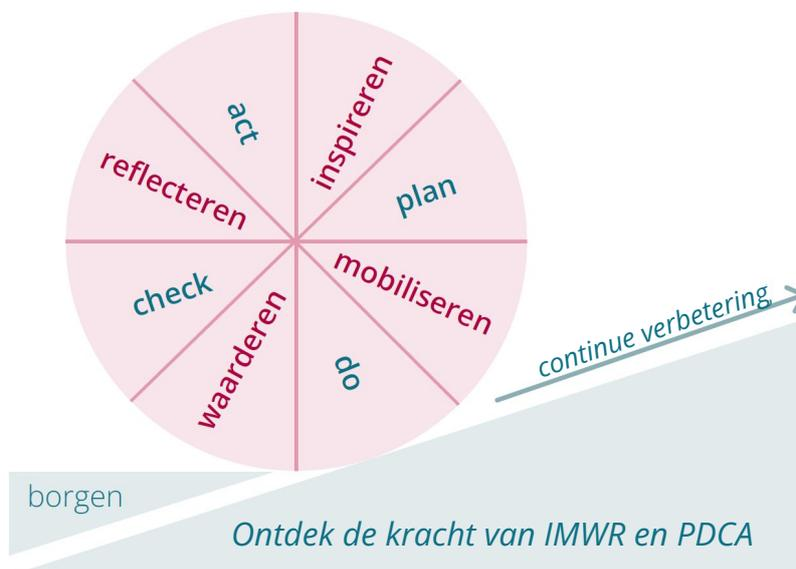 inspireren
plan
mobiliseren
do
waarderen
check
reflecteren
act
continue verbetering
borgen
Ontdek de kracht van IMWR en PDCA